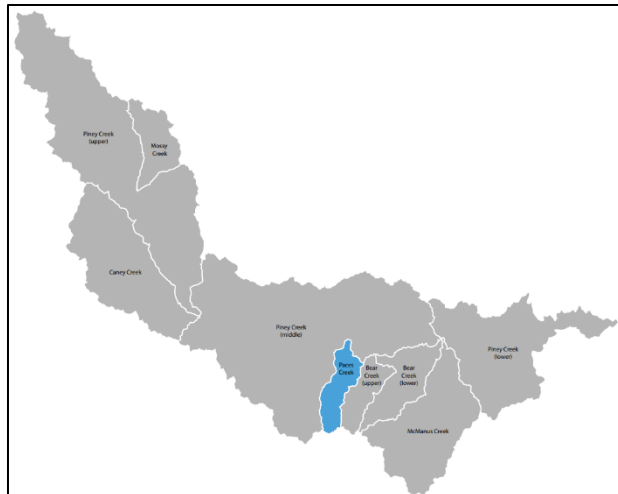 Piney Creek
(upper)
Mossy
Creek
Caney Creek
Piney Creek
(middle)
Paces
Creek
Bear
Creek
(upper)
Bear
Creek
(lower)
Piney Creek
(lower)
McManus Creek